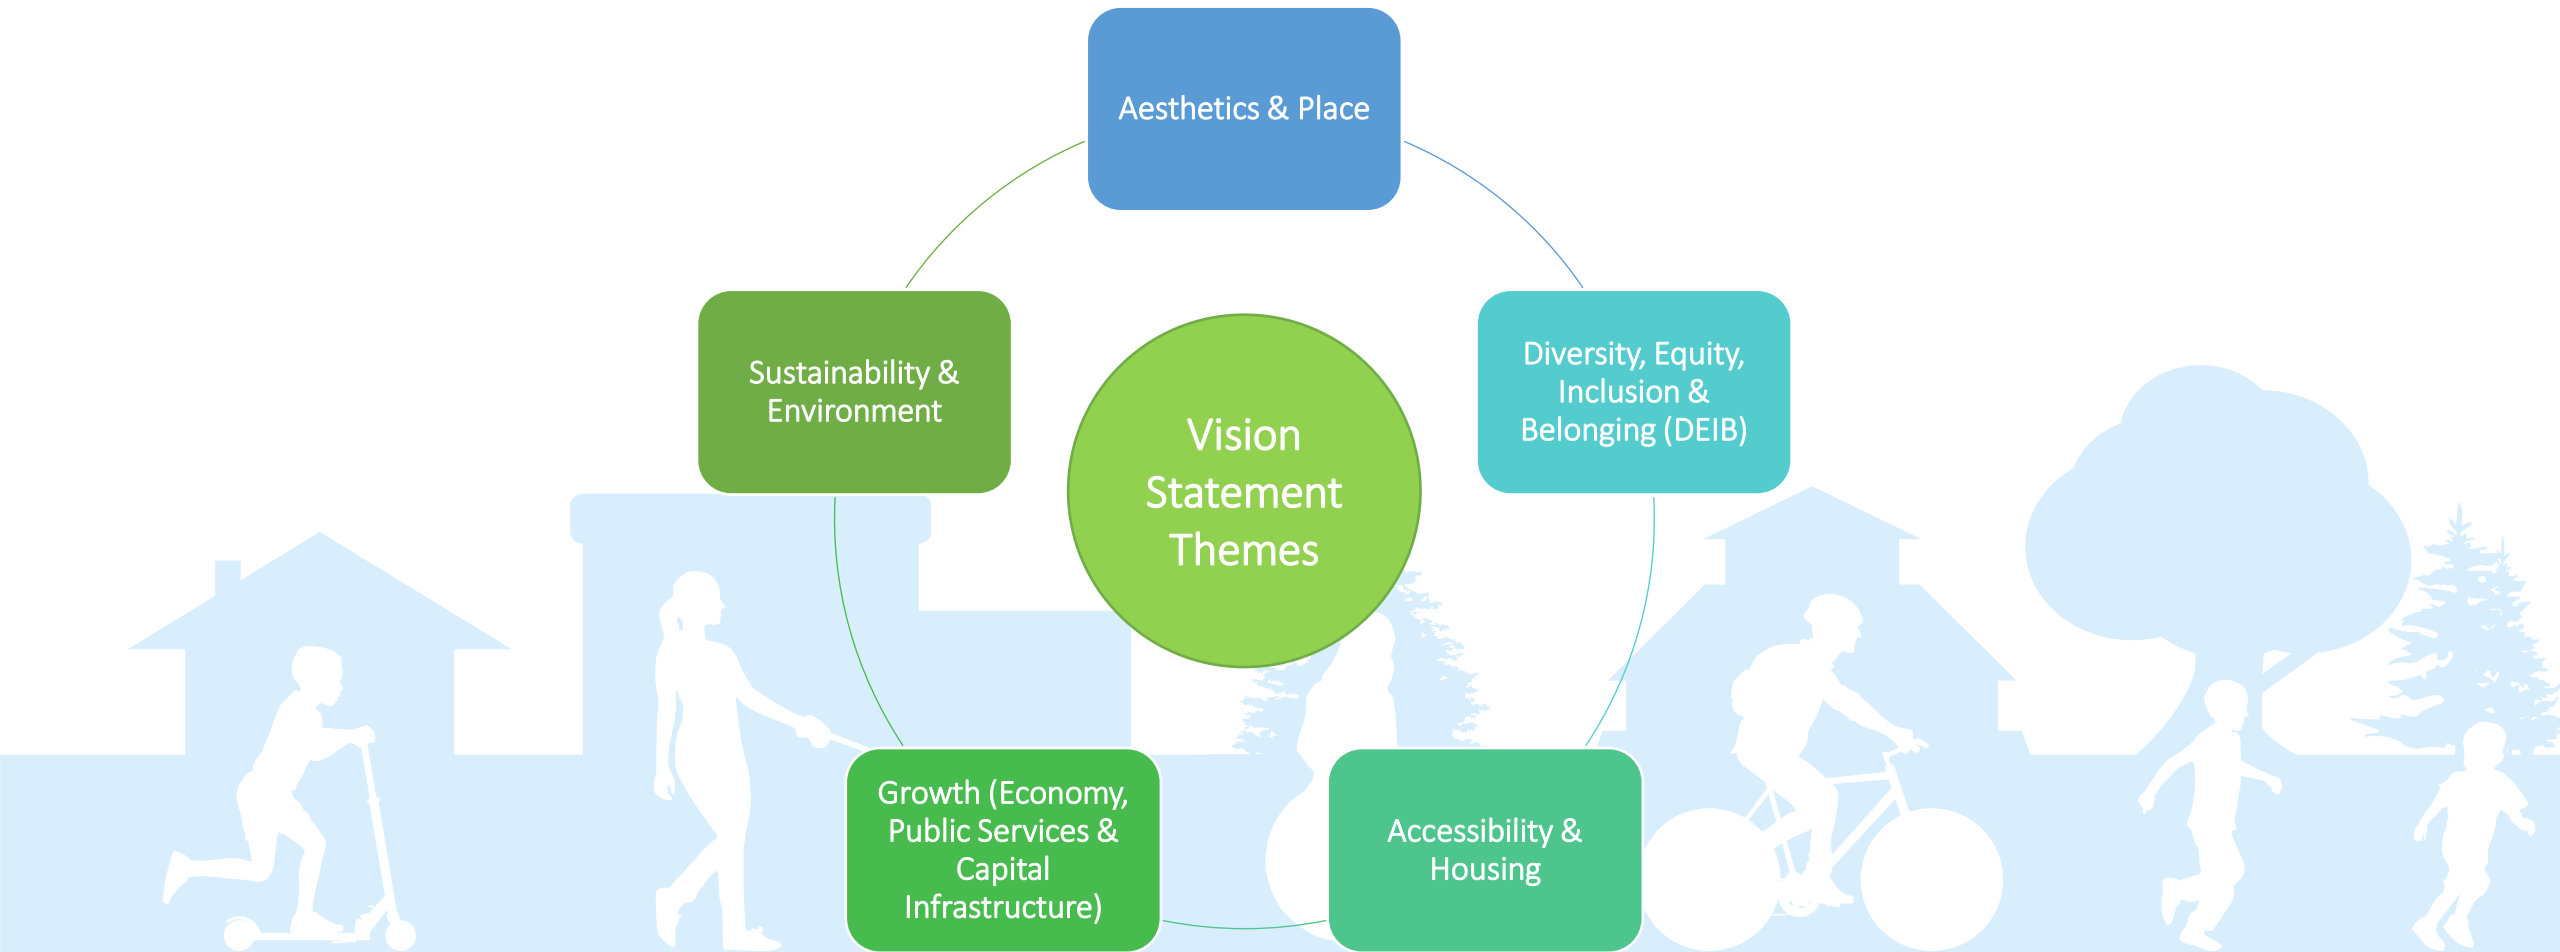 Aesthetics & Place
Sustainability &
Environment
Diversity, Equity,
Inclusion &
Belonging (DEIB)
Vision
Statement
Themes
Growth (Economy,
Public Services &
Capital
Infrastructure)
Accessibility &
Housing